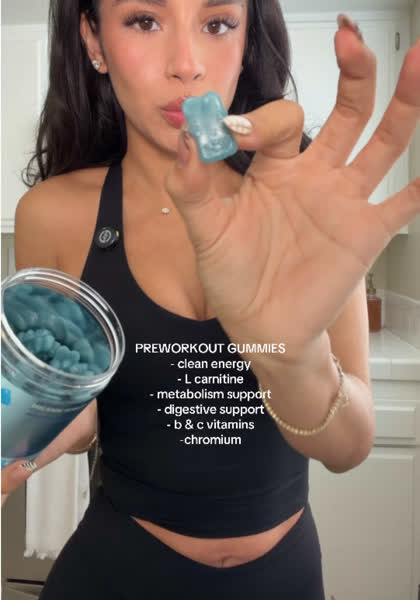 PREWORKOUT GUMMIES
- clean energy
- L carnitine
- metabolism support
- digestive support
- b & c vitamins
-chromium